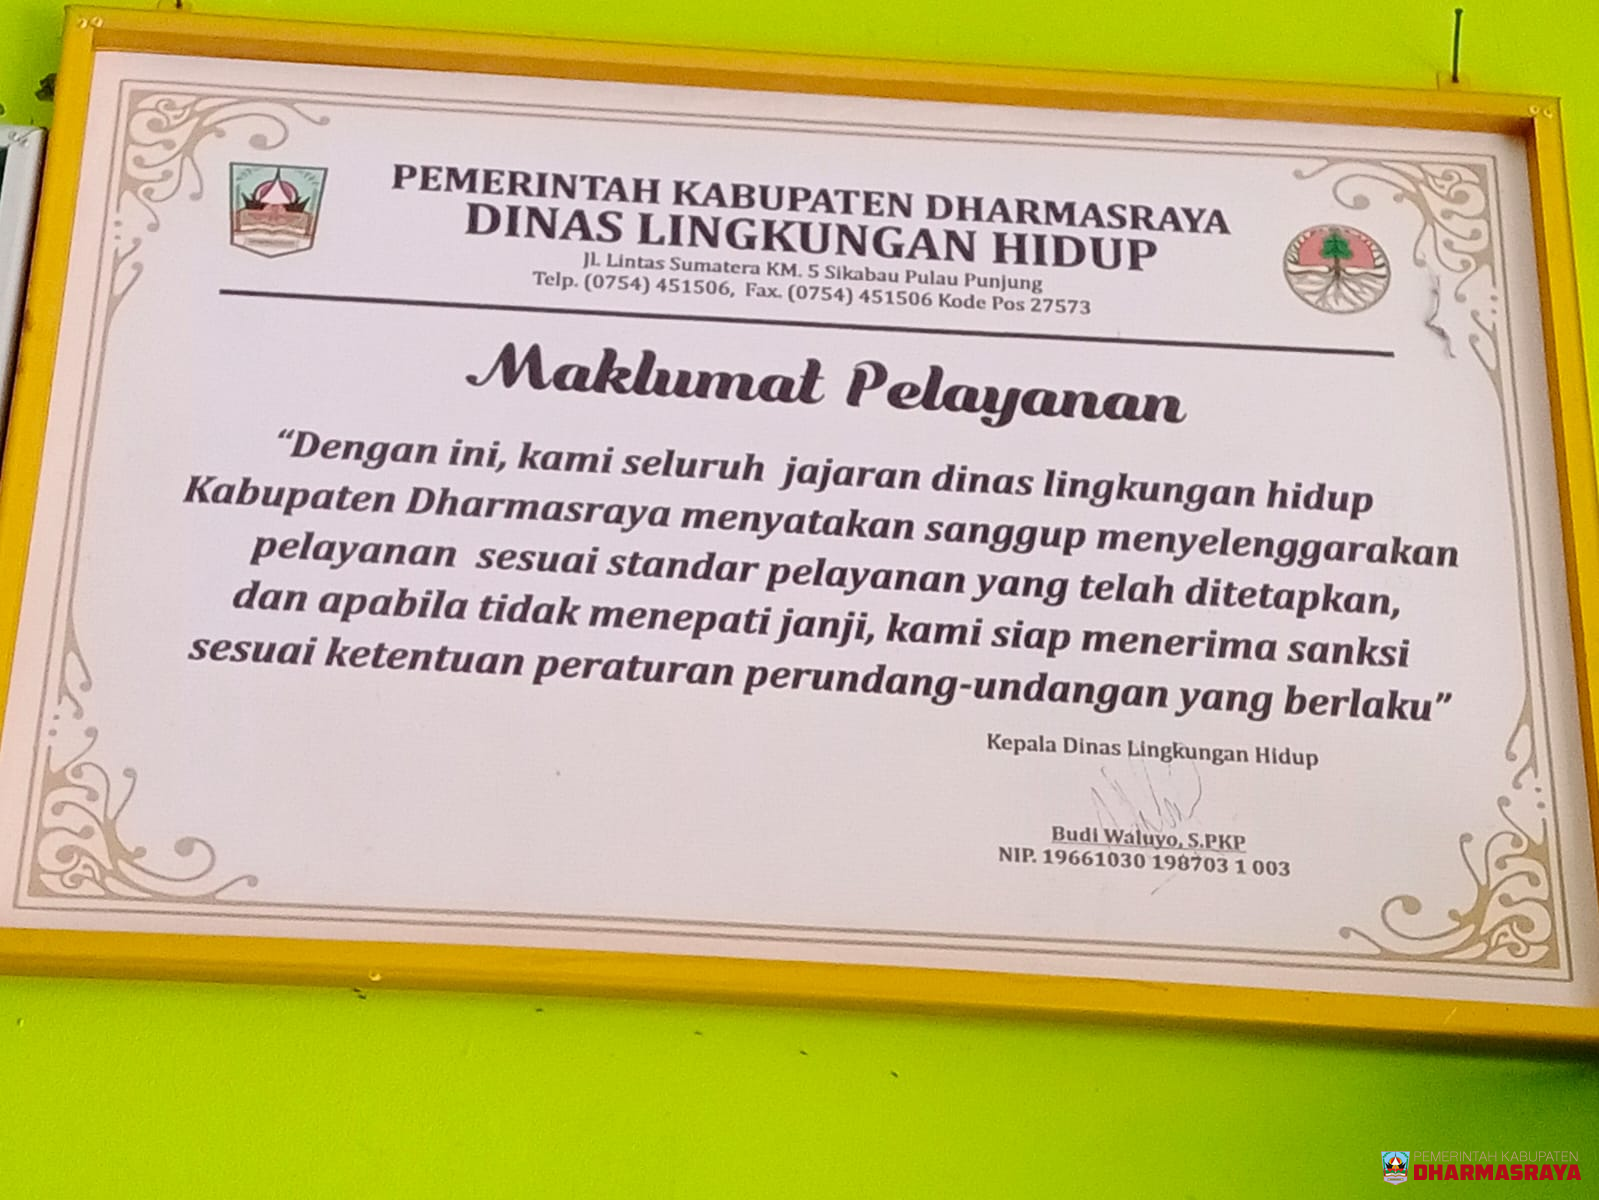 PEMERINTAH KABUPATEN DHARMASRAYA
DINAS LINGKUNGAN HIDUP
Jl. Lintas Sumatera KM. 5 Sikabau Pulau Punjung
Telp. (0754) 451506, Fax. (0754) 451506 Kode Pos 27573
Maklumat Pelayanan
“Dengan ini, kami seluruh jajaran dinas lingkungan hidup
Kabupaten Dharmasraya menyatakan sanggup menyelenggarakan
pelayanan sesuai standar pelayanan yang telah ditetapkan,
dan apabila tidak menepati janji, kami siap menerima sanksi
sesuai ketentuan peraturan perundang-undangan yang berlaku”
Kepala Dinas Lingkungan Hidup
Budi Waluyo, S.PKP
NIP. 19661030 198703 1 003
PEMERINTAH KABUPATEN
DHARMASRAYA